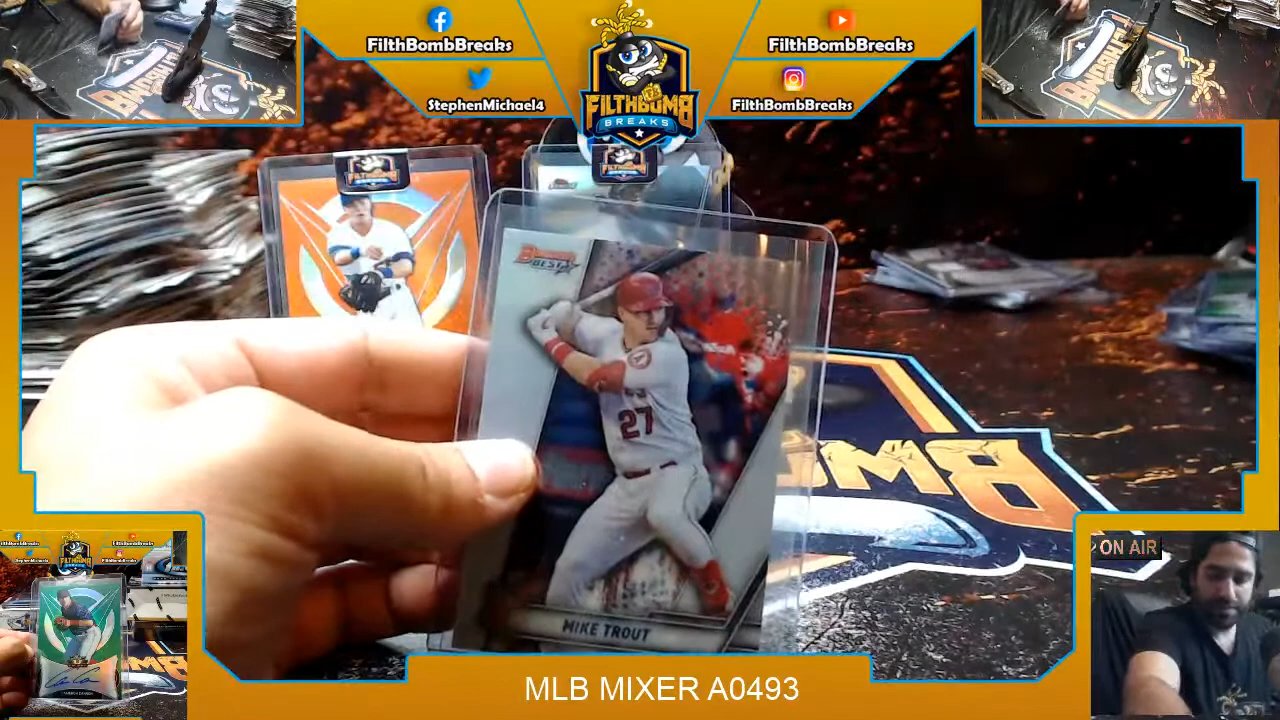 FilthBombBreaks
StephenMichael4
FILTHBOMB
BREAKS
FilthBombBreaks
FilthBombBreaks
Bowman's
BEST
27
MIKE TROUT
ON AIR
MLB MIXER A0493